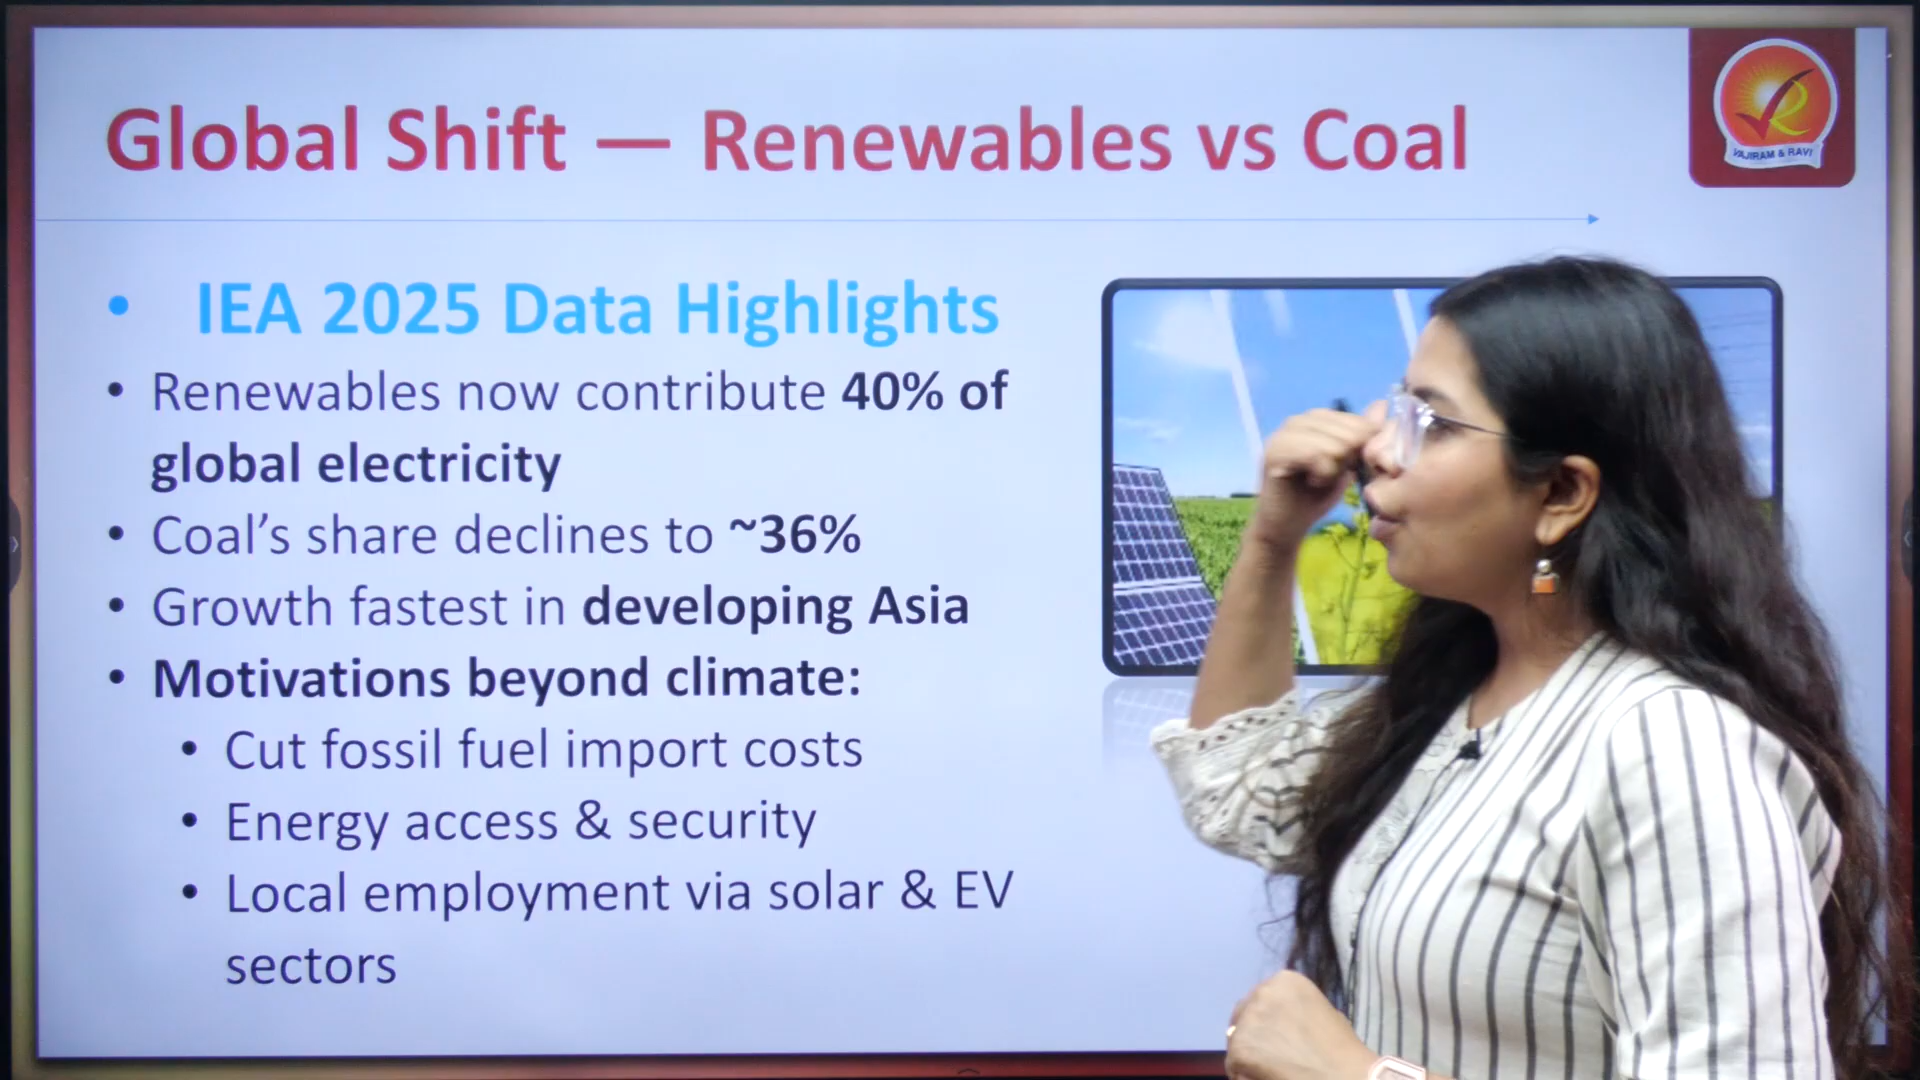 Global Shift — Renewables vs Coal
VAJIRAM & RAVI
• IEA 2025 Data Highlights
• Renewables now contribute 40% of
global electricity
• Coal’s share declines to ~36%
• Growth fastest in developing Asia
• Motivations beyond climate:
• Cut fossil fuel import costs
• Energy access & security
• Local employment via solar & EV
sectors